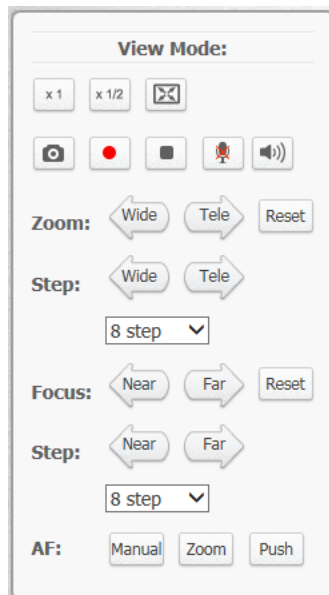 View Mode:
x 1 x 1/2
Zoom: Wide Tele Reset
Step: Wide Tele
8 step
Focus: Near Far Reset
Step: Near Far
8 step
AF: Manual Zoom Push